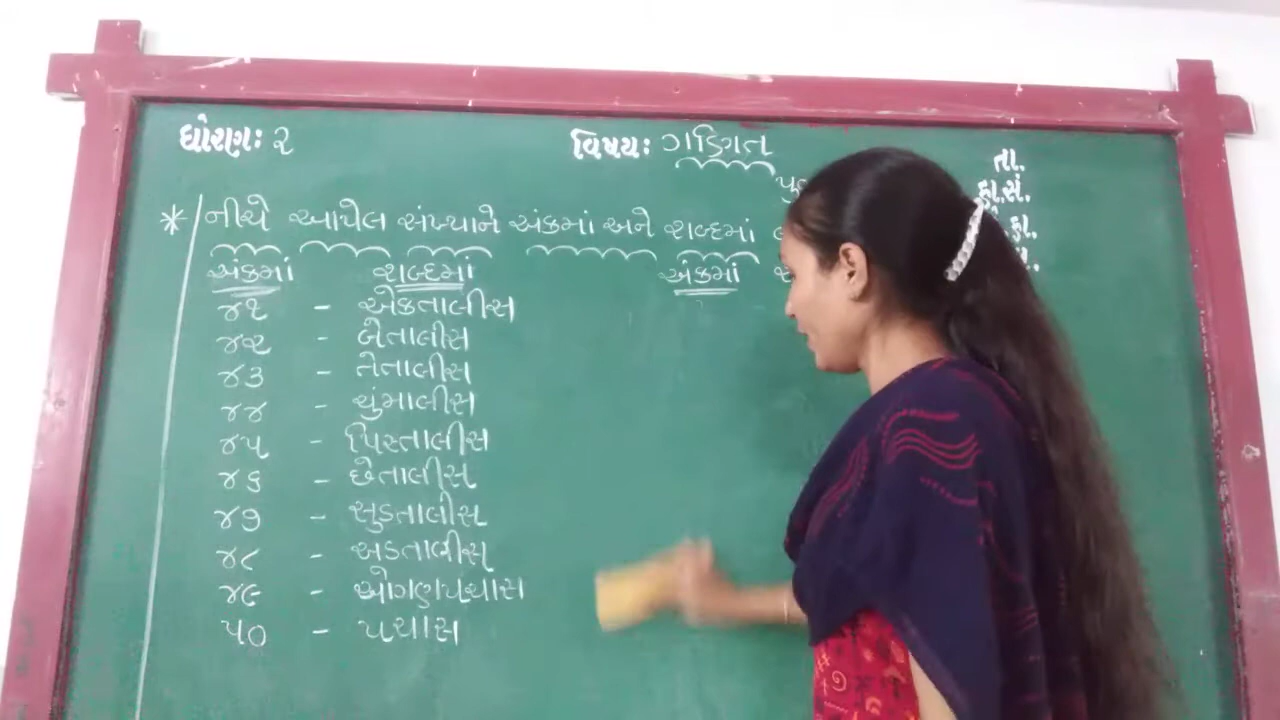 ધોરણઃ ૨ વિષયઃ ગણિત તા.
હા.સં.
* નીચે આપેલ સંખ્યાને અંકમાં અને શબ્દમાં
અંકમાં શબ્દમાં અંકમાં
૪૧ - એકતાલીસ
૪૨ - બેતાલીસ
૪૩ - તેતાલીસ
૪૪ - ચુંમાલીસ
૪૫ - પિસ્તાલીસ
૪૬ - છેતાલીસ
૪૭ - સુડતાલીસ
૪૮ - અડતાલીસ
૪૯ - ઓગણપચાસ
૫૦ - પચાસ